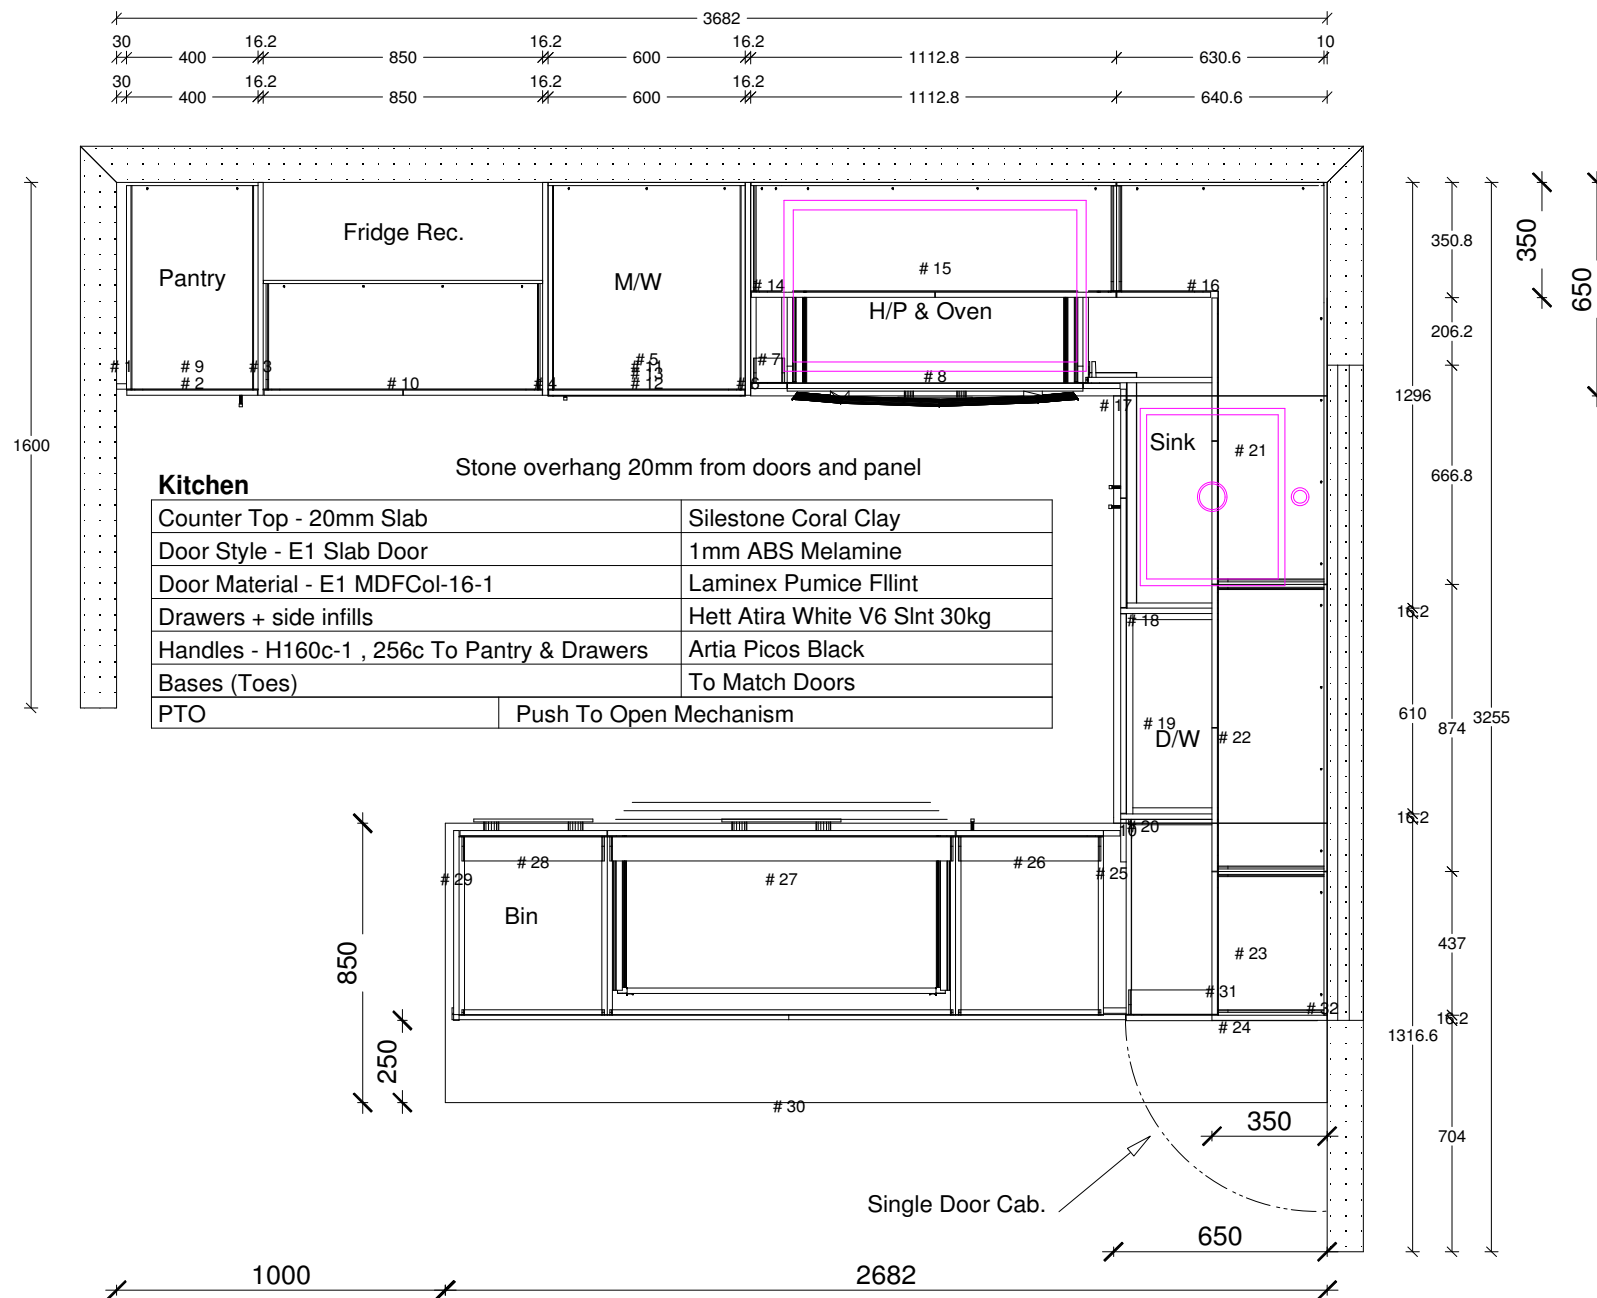 3682
30 16.2 16.2 16.2 10
400 850 600 1112.8 630.6
30 16.2 16.2 16.2
400 850 600 1112.8 640.6
Fridge Rec.
Pantry
M/W
# 15
# 14
# 16
H/P & Oven
# 1
# 9
# 3
# 2
# 10
# 4
# 5
# 11
# 13
# 12
# 6
# 7
# 8
# 17
350.8
350
650
206.2
1296
1600
Sink
# 21
666.8
Stone overhang 20mm from doors and panel
Kitchen
Counter Top - 20mm Slab Silestone Coral Clay
Door Style - E1 Slab Door 1mm ABS Melamine
Door Material - E1 MDFCol-16-1 Laminex Pumice Fllint
Drawers + side infills Hett Atira White V6 Slnt 30kg
Handles - H160c-1 , 256c To Pantry & Drawers Artia Picos Black
Bases (Toes) To Match Doors
PTO Push To Open Mechanism
# 18
16.2
# 19
D/W
# 22
610
874
3255
16.2
# 20
10
# 28
# 29
# 27
# 26
# 25
Bin
# 23
437
850
250
# 31
# 32
# 24
16.2
1316.6
# 30
350
704
Single Door Cab.
650
1000
2682